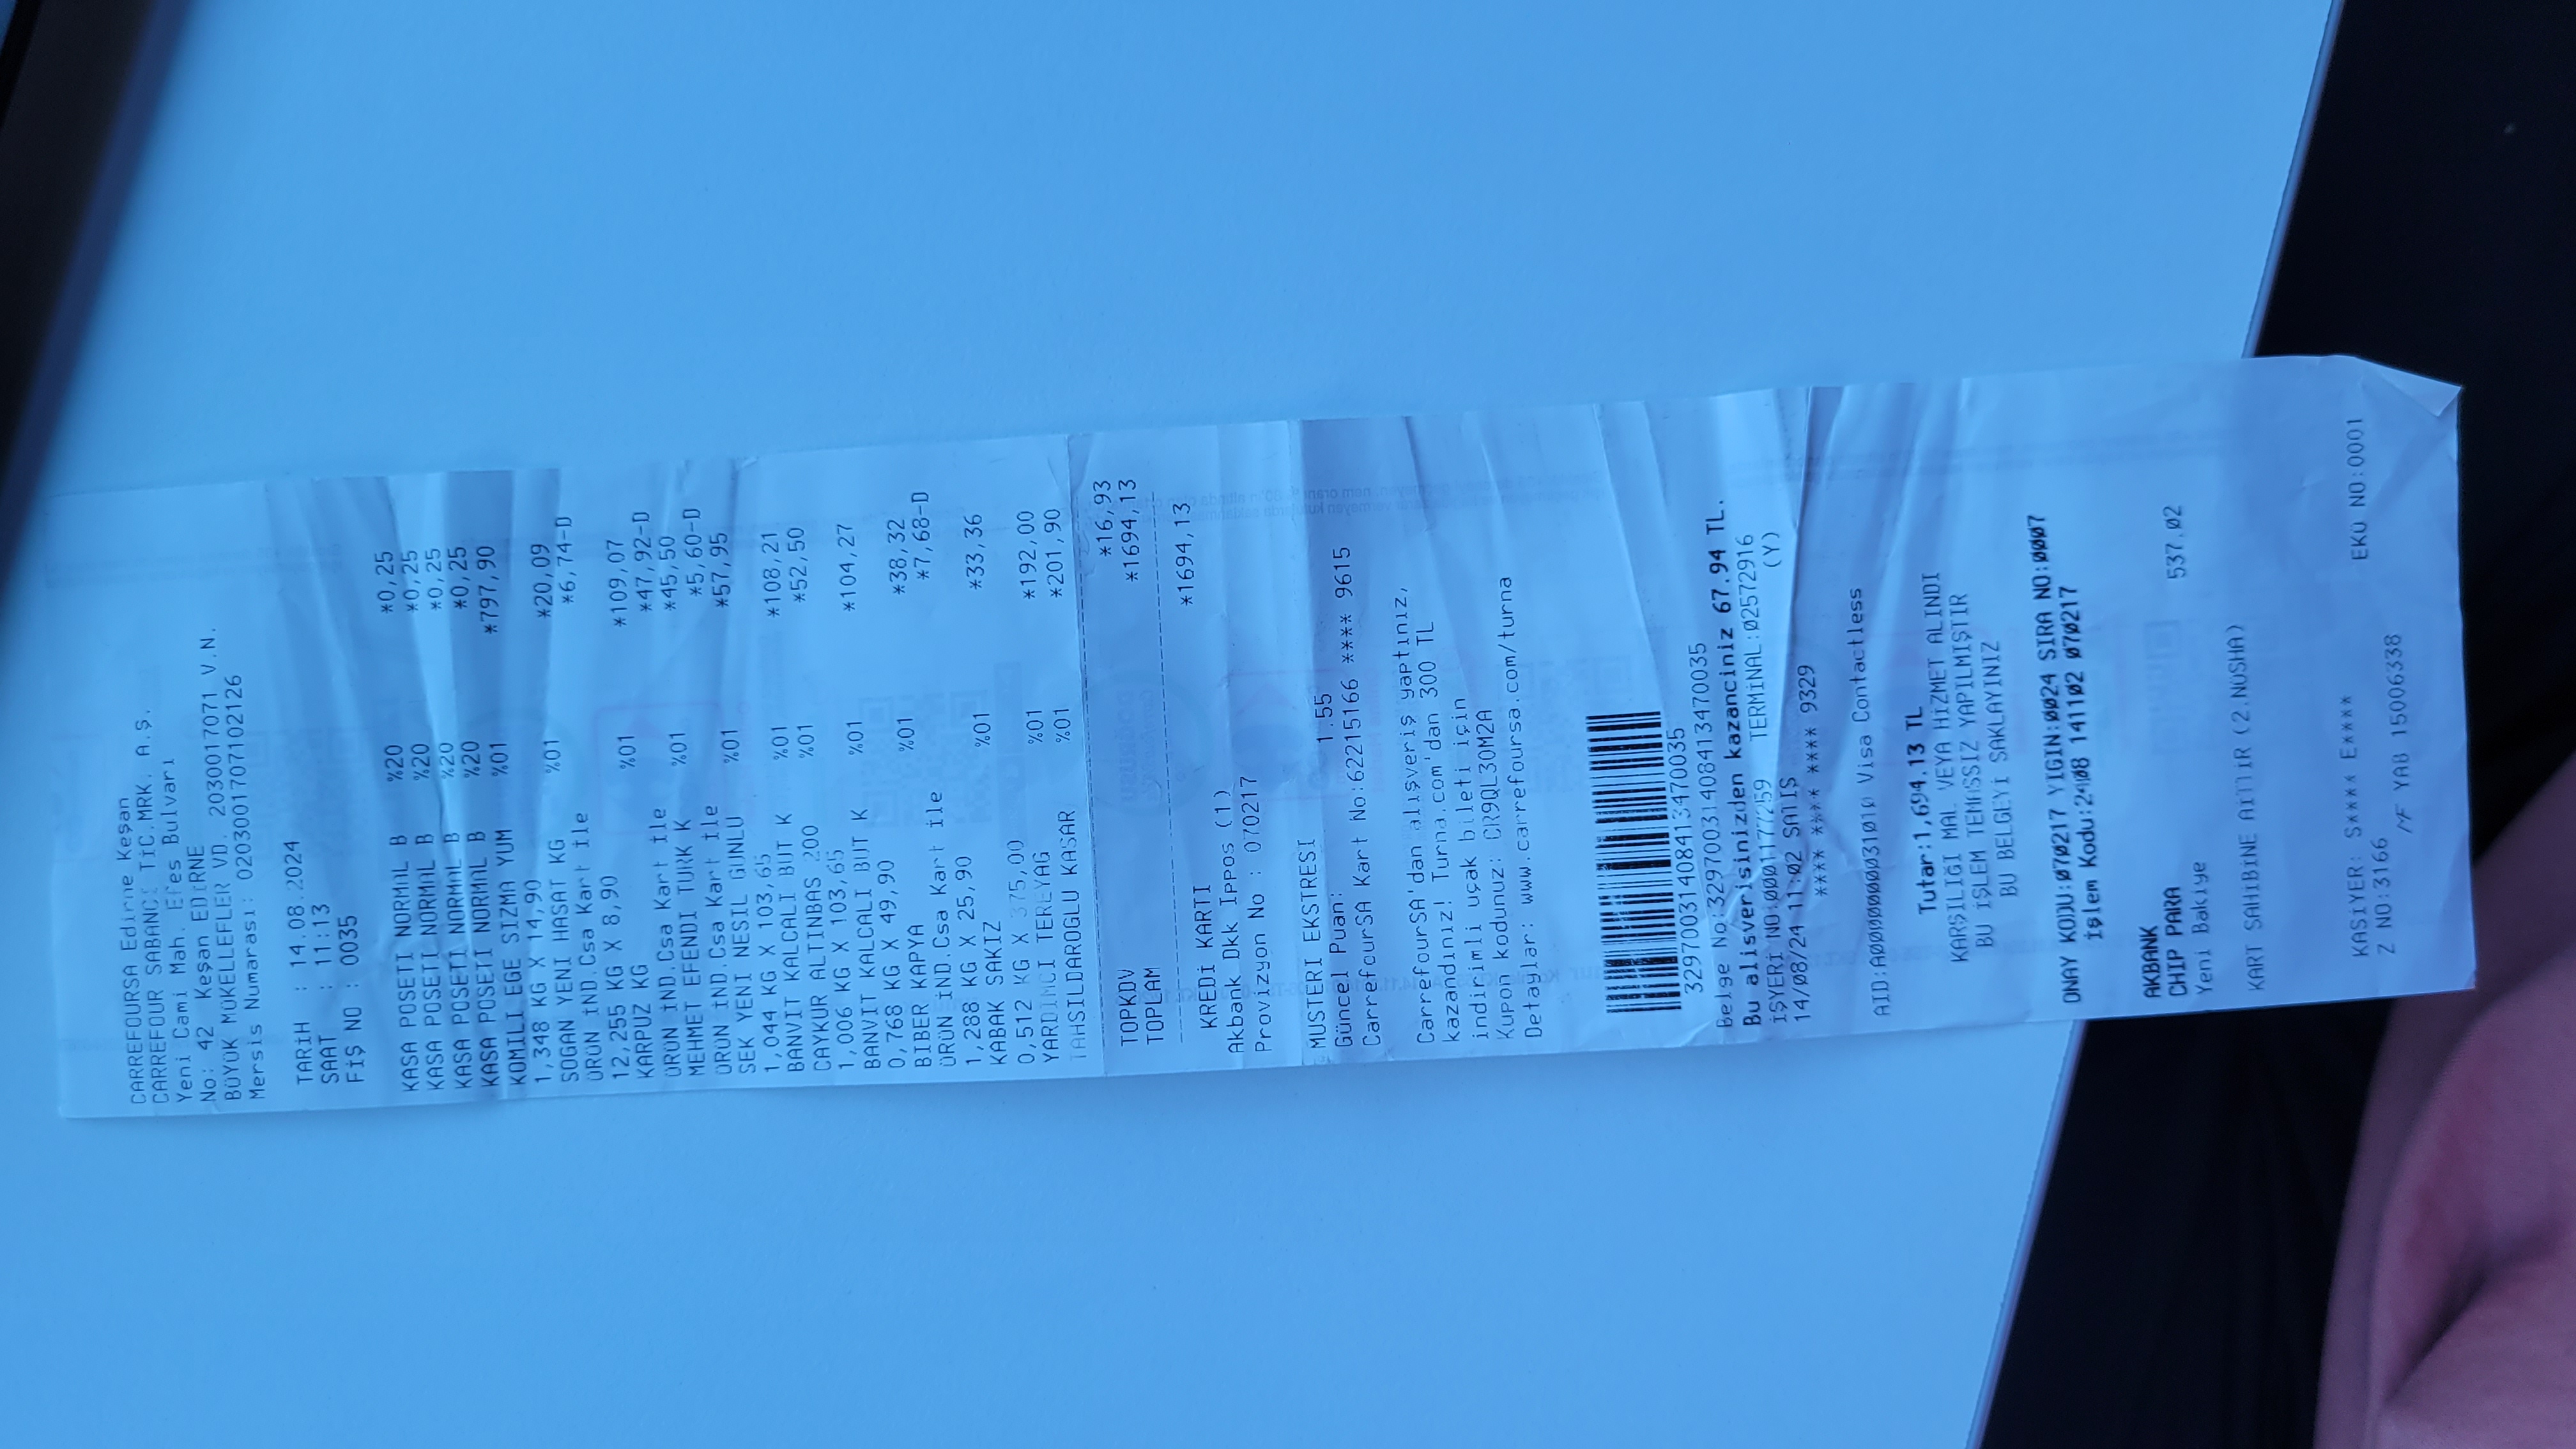 CARREFOURSA Edirne Keşan
CARREFOUR SABANCI TİC.MRK. A.Ş.
Yeni Cami Mah. Efes Bulvarı
No: 42 Keşan EDİRNE
BÜYÜK MÜKELLEFLER VD. 2030017071 V.N.
Mersis Numarası: 0203001707102126
TARİH : 14.08.2024
SAAT : 11:13
FİŞ NO : 0035
KASA POSETI NORMAL B %20 *0,25
KASA POSETI NORMAL B %20 *0,25
KASA POSETI NORMAL B %20 *0,25
KASA POSETI NORMAL B %20 *0,25
KOMILI EGE SIZMA YUM %01 *797,90
1,348 KG X 14,90
SOGAN YENI HASAT KG %01 *20,09
ÜRÜN İND.Csa Kart İle *6,74-D
12,255 KG X 8,90
KARPUZ KG %01 *109,07
ÜRÜN İND.Csa Kart İle *47,92-D
MEHMET EFENDI TURK K %01 *45,50
ÜRÜN İND.Csa Kart İle *5,60-D
SEK YENI NESIL GUNLU %01 *57,95
1,044 KG X 103,65
BANVIT KALCALI BUT K %01 *108,21
CAYKUR ALTINBAS 200 %01 *52,50
1,006 KG X 103,65
BANVIT KALCALI BUT K %01 *104,27
0,768 KG X 49,90
BIBER KAPYA %01 *38,32
ÜRÜN İND.Csa Kart İle *7,68-D
1,288 KG X 25,90
KABAK SAKIZ %01 *33,36
0,512 KG X 375,00
YARDIMCI TEREYAG %01 *192,00
TAHSILDAROGLU KASAR %01 *201,90
TOPKDV *16,93
TOPLAM *1694,13
KREDİ KARTI *1694,13
Akbank Dkk Ippos (1)
Provizyon No : 070217
MUSTERI EKSTRESI
Güncel Puan: 1.55
CarrefourSA Kart No:62215166 **** 9615
CarrefourSA'dan alışveriş yaptınız,
kazandınız! Turna.com'dan 300 TL
indirimli uçak bileti için
Kupon kodunuz: CR9QL30M2A
Detaylar: www.carrefoursa.com/turna
32970031408413470035
Belge No:32970031408413470035
Bu alisverisinizden kazanciniz 67.94 TL.
İŞYERİ NO:0001177259 TERMİNAL:02572916
14/08/24 11:02 SATIŞ (Y)
**** **** **** 9329
AID:A0000000031010 Visa Contactless
Tutar:1,694.13 TL
KARŞILIĞI MAL VEYA HİZMET ALINDI
BU İŞLEM TEMASSIZ YAPILMIŞTIR
BU BELGEYİ SAKLAYINIZ
ONAY KODU:070217 YIGIN:0024 SIRA NO:0007
İşlem Kodu:2408 141102 070217
AKBANK
CHIP PARA
Yeni Bakiye 537.02
KART SAHİBİNE AİTTİR (2.NÜSHA)
KASİYER: S**** E****
Z NO:3166 EKÜ NO:0001
MF YAB 15006338